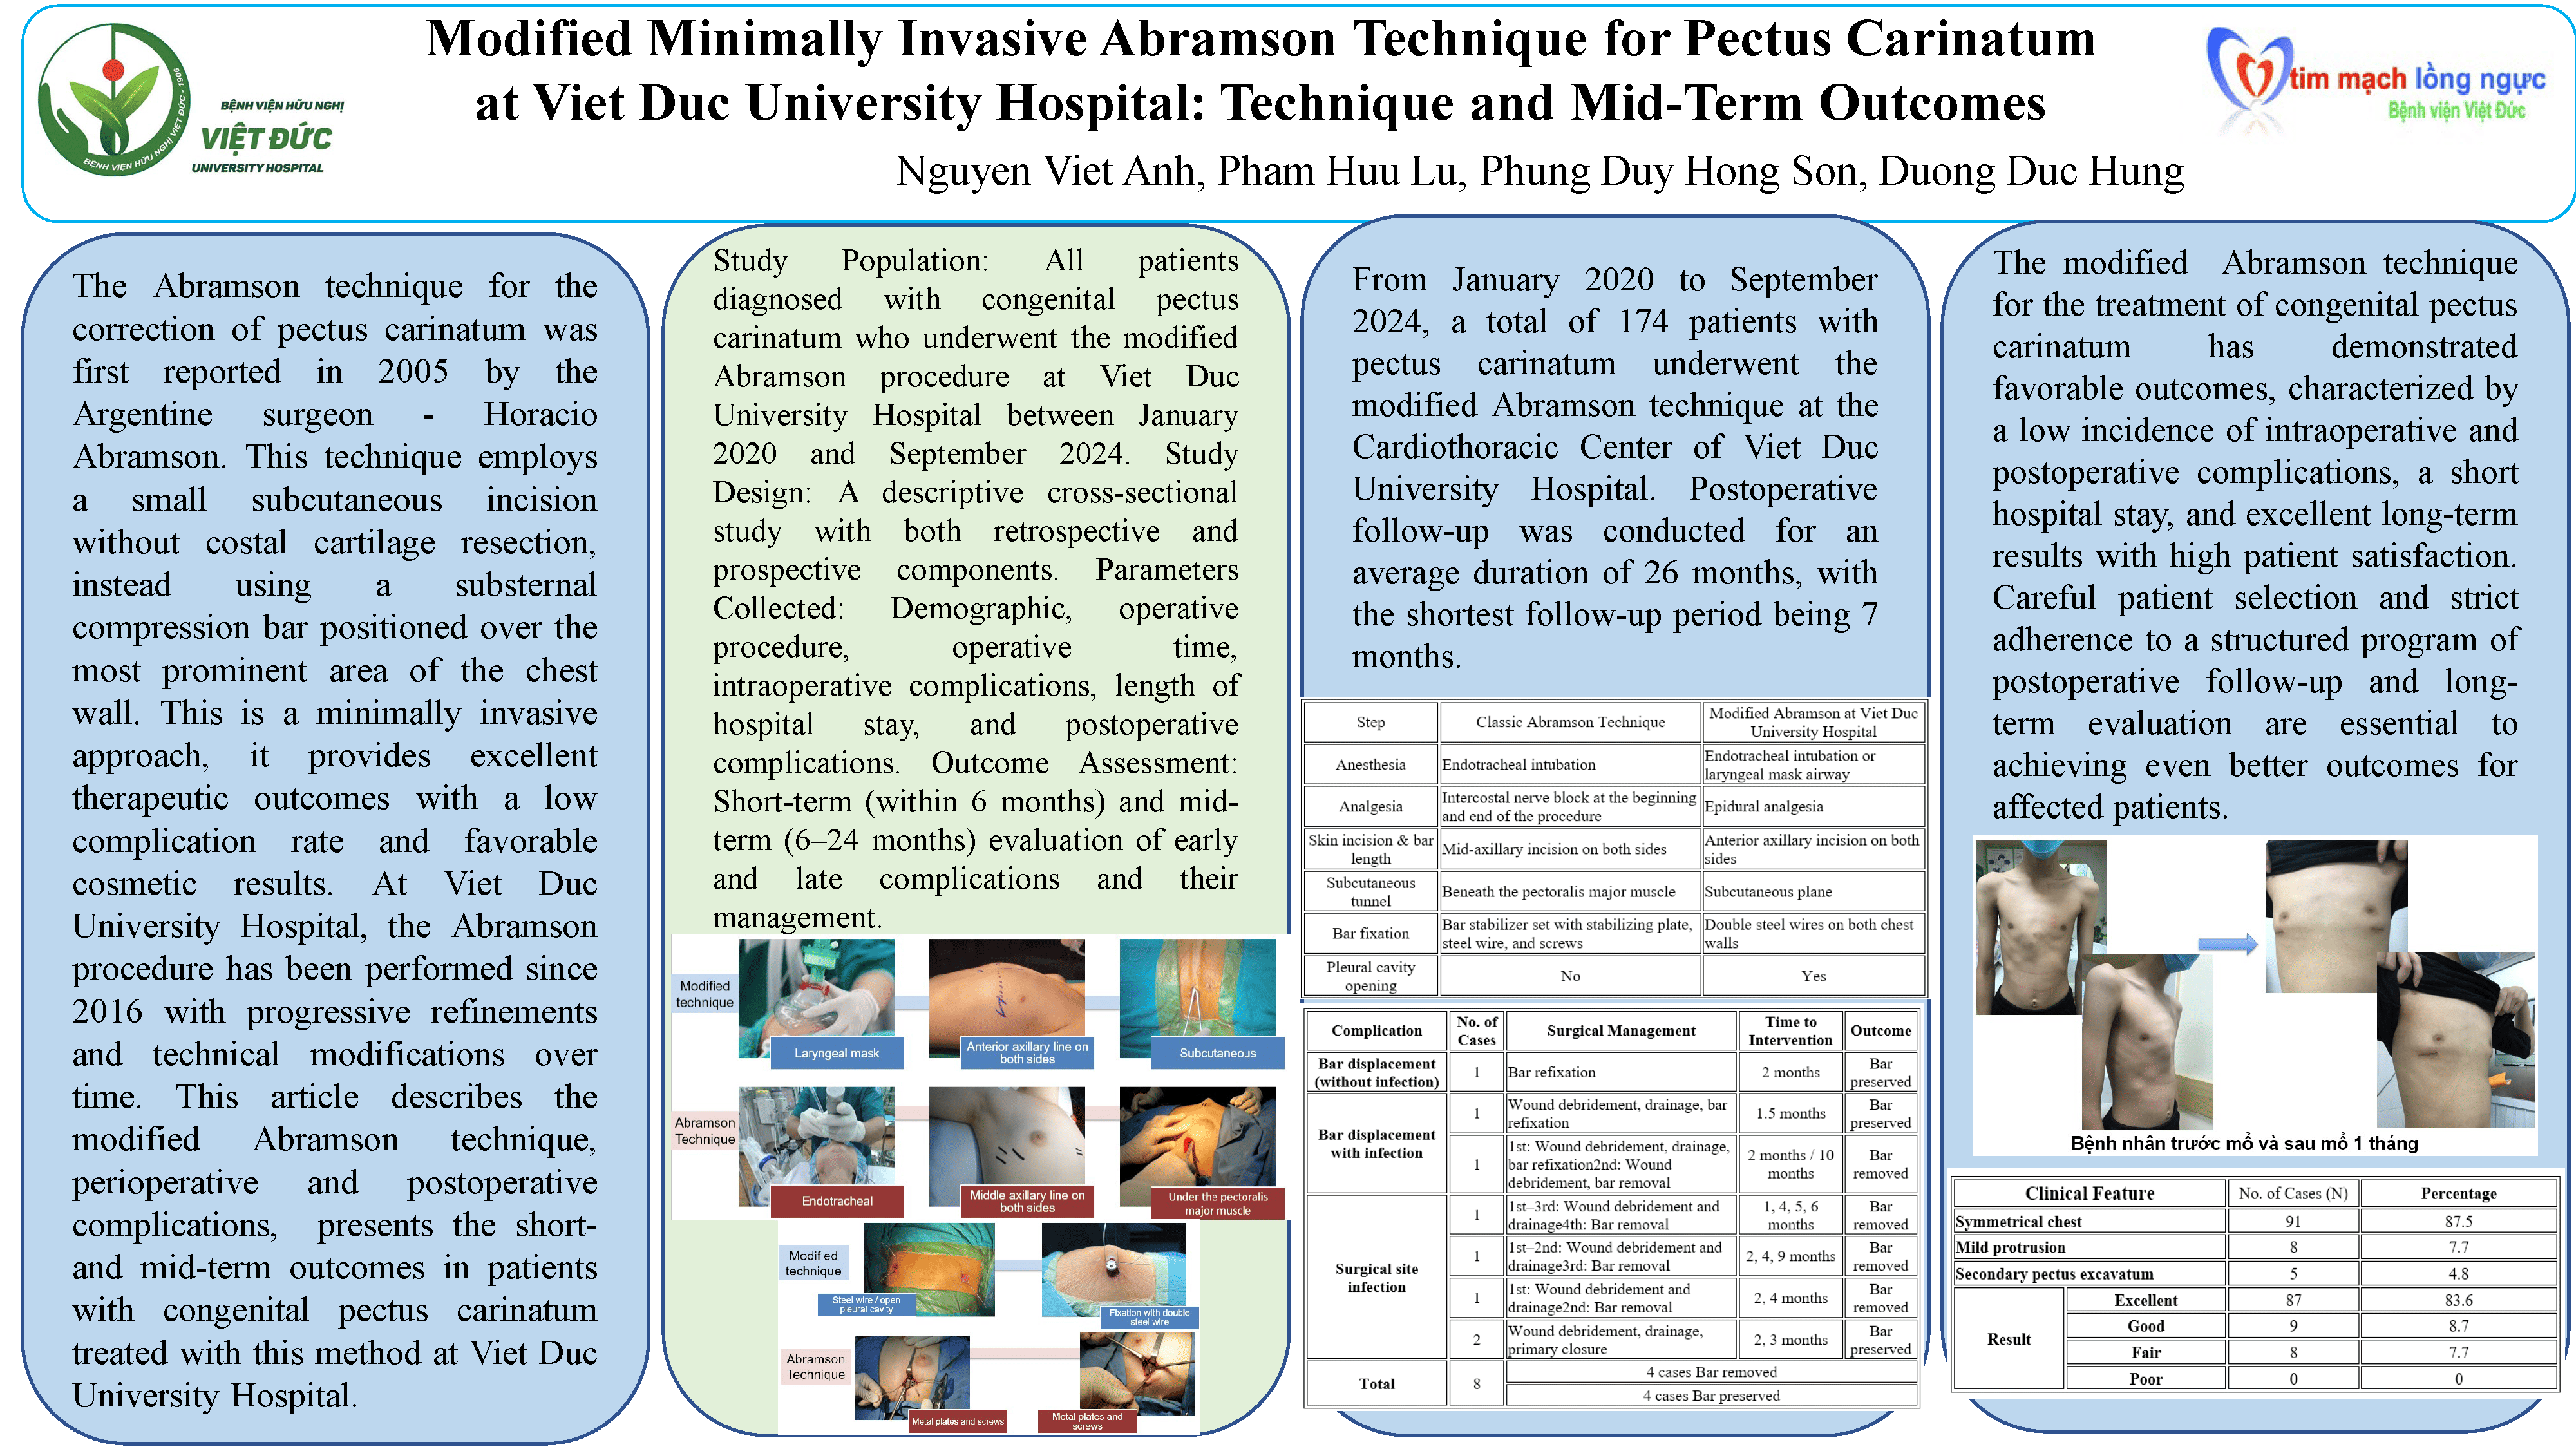 Modified Minimally Invasive Abramson Technique for Pectus Carinatum
at Viet Duc University Hospital: Technique and Mid-Term Outcomes
Nguyen Viet Anh, Pham Huu Lu, Phung Duy Hong Son, Duong Duc Hung
BỆNH VIỆN HỮU NGHỊ VIỆT ĐỨC - 1906
BỆNH VIỆN HỮU NGHỊ
VIỆT ĐỨC
UNIVERSITY HOSPITAL
tim mạch lồng ngực
Bệnh viện Việt Đức
The Abramson technique for the
correction of pectus carinatum was
first reported in 2005 by the
Argentine surgeon - Horacio
Abramson. This technique employs
a small subcutaneous incision
without costal cartilage resection,
instead using a substernal
compression bar positioned over the
most prominent area of the chest
wall. This is a minimally invasive
approach, it provides excellent
therapeutic outcomes with a low
complication rate and favorable
cosmetic results. At Viet Duc
University Hospital, the Abramson
procedure has been performed since
2016 with progressive refinements
and technical modifications over
time. This article describes the
modified Abramson technique,
perioperative and postoperative
complications, presents the short-
and mid-term outcomes in patients
with congenital pectus carinatum
treated with this method at Viet Duc
University Hospital.
Study Population: All patients
diagnosed with congenital pectus
carinatum who underwent the modified
Abramson procedure at Viet Duc
University Hospital between January
2020 and September 2024. Study
Design: A descriptive cross-sectional
study with both retrospective and
prospective components. Parameters
Collected: Demographic, operative
procedure, operative time,
intraoperative complications, length of
hospital stay, and postoperative
complications. Outcome Assessment:
Short-term (within 6 months) and mid-
term (6–24 months) evaluation of early
and late complications and their
management.
Modified technique
Laryngeal mask
Anterior axillary line on both sides
Subcutaneous
Abramson Technique
Endotracheal
Middle axillary line on both sides
Under the pectoralis major muscle
Modified technique
Steel wire / open pleural cavity
Fixation with double steel wire
Abramson Technique
Metal plates and screws
Metal plates and screws
From January 2020 to September
2024, a total of 174 patients with
pectus carinatum underwent the
modified Abramson technique at the
Cardiothoracic Center of Viet Duc
University Hospital. Postoperative
follow-up was conducted for an
average duration of 26 months, with
the shortest follow-up period being 7
months.
Step Classic Abramson Technique Modified Abramson at Viet Duc University Hospital
Anesthesia Endotracheal intubation Endotracheal intubation or laryngeal mask airway
Analgesia Intercostal nerve block at the beginning and end of the procedure Epidural analgesia
Skin incision & bar length Mid-axillary incision on both sides Anterior axillary incision on both sides
Subcutaneous tunnel Beneath the pectoralis major muscle Subcutaneous plane
Bar fixation Bar stabilizer set with stabilizing plate, steel wire, and screws Double steel wires on both chest walls
Pleural cavity opening No Yes
Complication No. of Cases Surgical Management Time to Intervention Outcome
Bar displacement (without infection) 1 Bar refixation 2 months Bar preserved
Bar displacement with infection 1 Wound debridement, drainage, bar refixation 1.5 months Bar preserved
1 1st: Wound debridement, drainage, bar refixation2nd: Wound debridement, bar removal 2 months / 10 months Bar removed
Surgical site infection 1 1st–3rd: Wound debridement and drainage4th: Bar removal 1, 4, 5, 6 months Bar removed
1 1st–2nd: Wound debridement and drainage3rd: Bar removal 2, 4, 9 months Bar removed
1 1st: Wound debridement and drainage2nd: Bar removal 2, 4 months Bar removed
2 Wound debridement, drainage, primary closure 2, 3 months Bar preserved
Total 8 4 cases Bar removed
4 cases Bar preserved
The modified Abramson technique
for the treatment of congenital pectus
carinatum has demonstrated
favorable outcomes, characterized by
a low incidence of intraoperative and
postoperative complications, a short
hospital stay, and excellent long-term
results with high patient satisfaction.
Careful patient selection and strict
adherence to a structured program of
postoperative follow-up and long-
term evaluation are essential to
achieving even better outcomes for
affected patients.
Bệnh nhân trước mổ và sau mổ 1 tháng
Clinical Feature No. of Cases (N) Percentage
Symmetrical chest 91 87.5
Mild protrusion 8 7.7
Secondary pectus excavatum 5 4.8
Result Excellent 87 83.6
Good 9 8.7
Fair 8 7.7
Poor 0 0